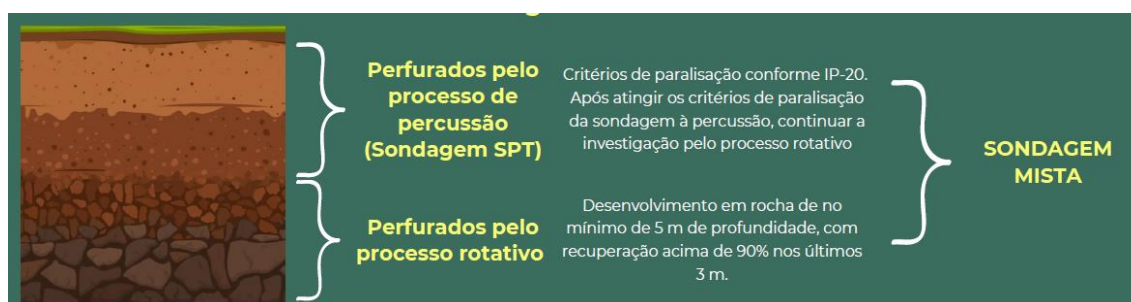 Perfurados pelo
processo de
percussão
(Sondagem SPT)
Critérios de paralisação conforme IP-20.
Após atingir os critérios de paralisação
da sondagem à percussão, continuar a
investigação pelo processo rotativo
Perfurados pelo
processo rotativo
Desenvolvimento em rocha de no
mínimo de 5 m de profundidade, com
recuperação acima de 90% nos últimos
3 m.
SONDAGEM
MISTA